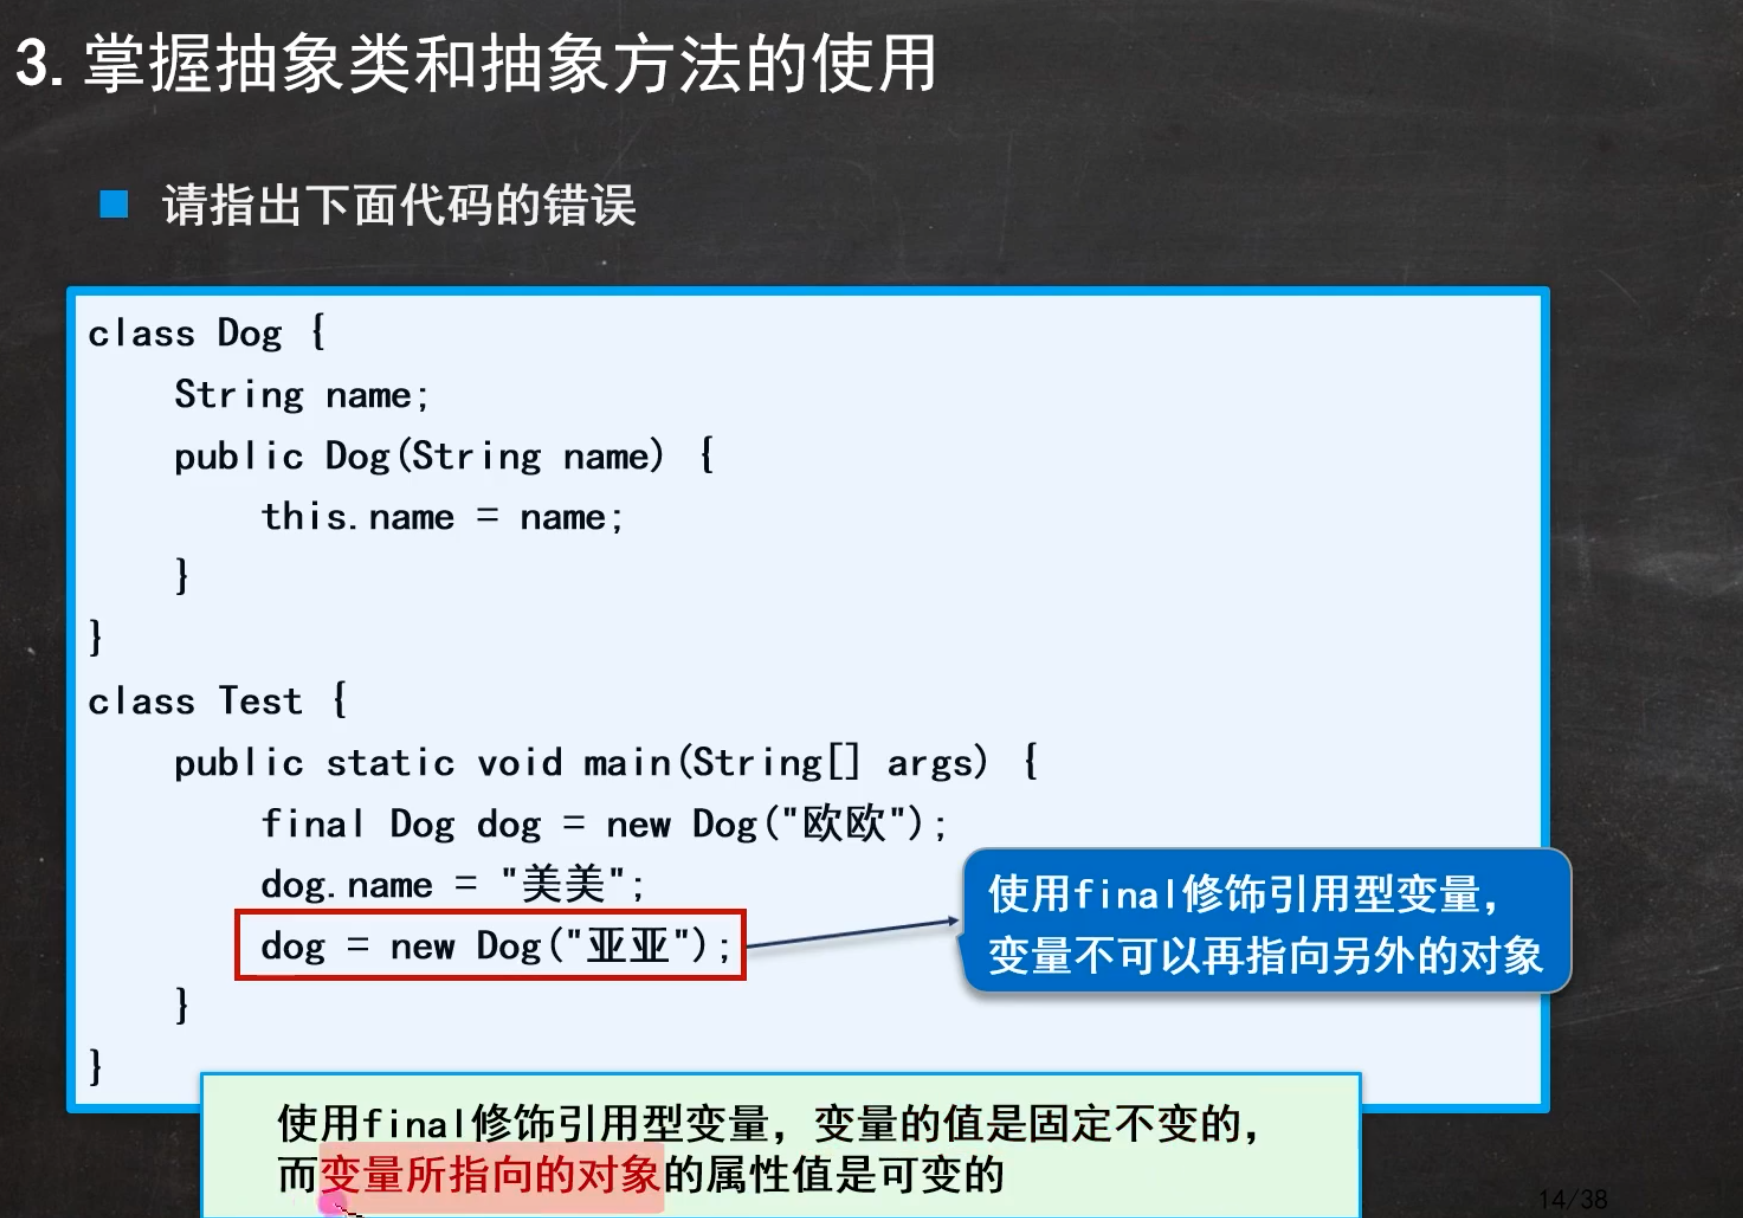 3. 掌握抽象类和抽象方法的使用
请指出下面代码的错误
class Dog {
String name;
public Dog(String name) {
this.name = name;
}
}
class Test {
public static void main(String[] args) {
final Dog dog = new Dog("欧欧");
dog.name = "美美";
dog = new Dog("亚亚");
}
}
使用final修饰引用型变量，
变量不可以再指向另外的对象
使用final修饰引用型变量，变量的值是固定不变的，
而变量所指向的对象的属性值是可变的
14/38